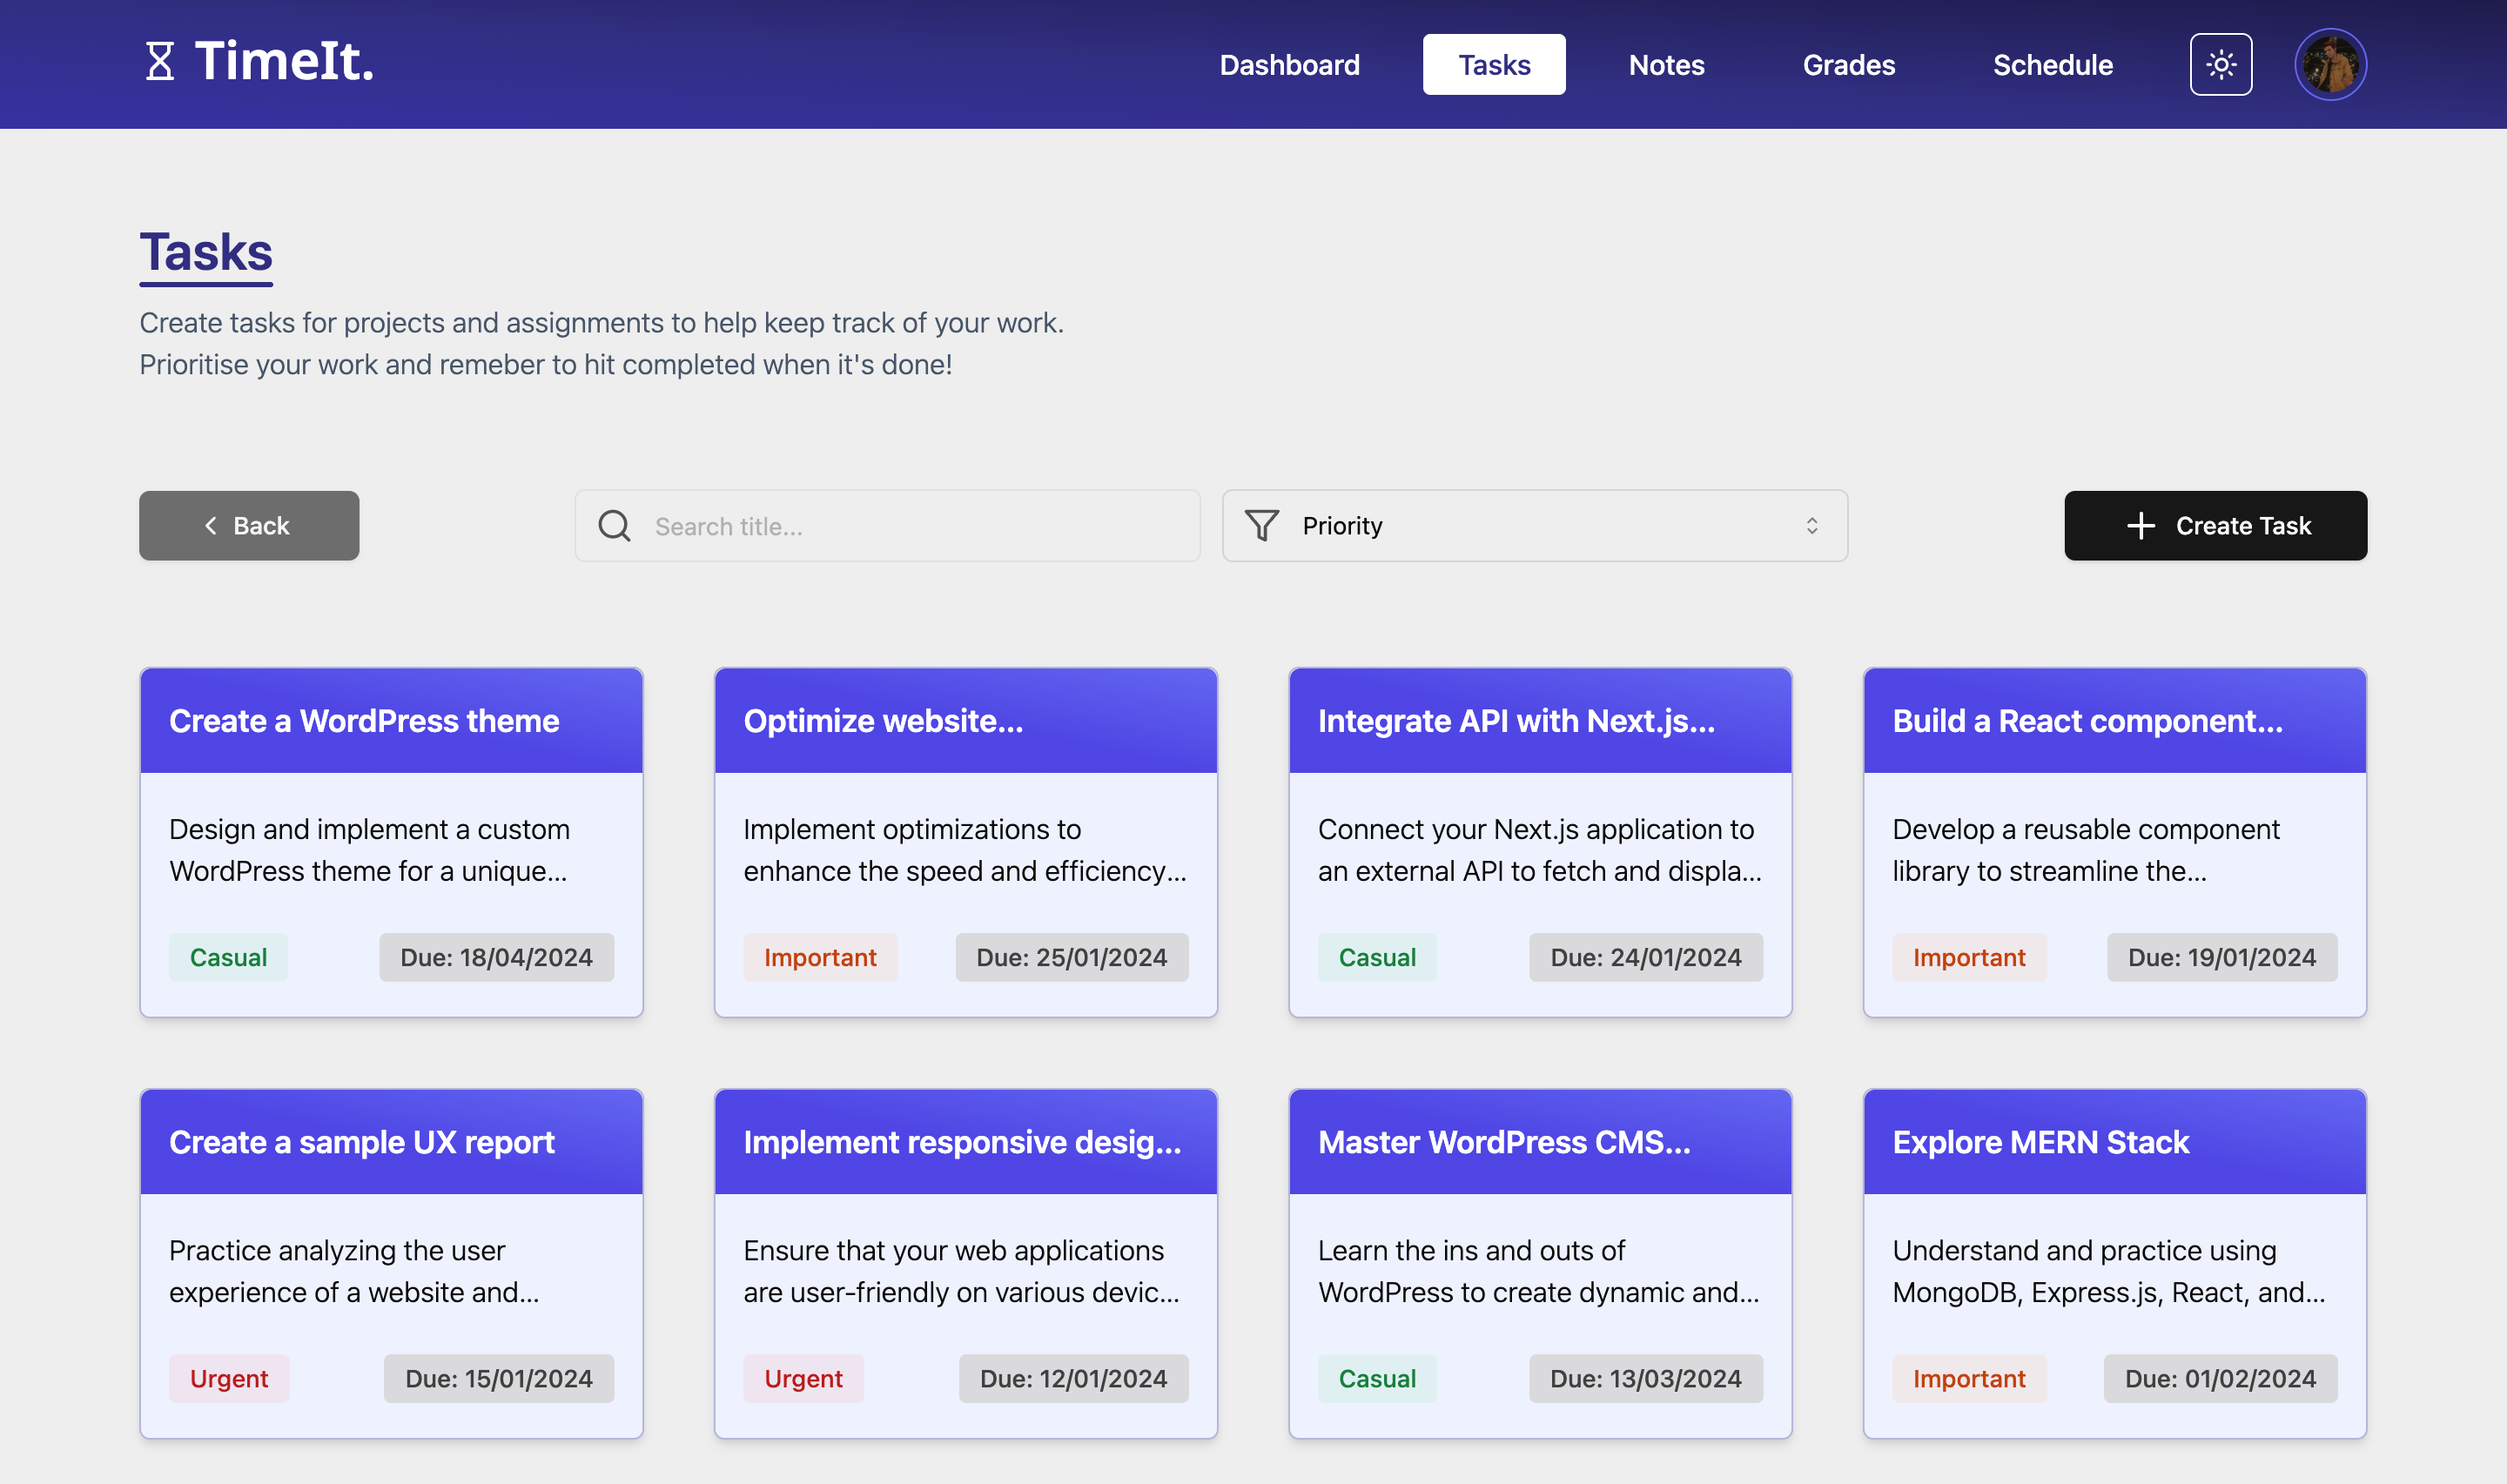 TimeIt.
Dashboard
Tasks
Notes
Grades
Schedule
Tasks
Create tasks for projects and assignments to help keep track of your work.
Prioritise your work and remeber to hit completed when it's done!
Back
Search title...
Priority
Create Task
Create a WordPress theme
Design and implement a custom
WordPress theme for a unique...
Casual
Due: 18/04/2024
Optimize website...
Implement optimizations to
enhance the speed and efficiency...
Important
Due: 25/01/2024
Integrate API with Next.js...
Connect your Next.js application to
an external API to fetch and displa...
Casual
Due: 24/01/2024
Build a React component...
Develop a reusable component
library to streamline the...
Important
Due: 19/01/2024
Create a sample UX report
Practice analyzing the user
experience of a website and...
Urgent
Due: 15/01/2024
Implement responsive desig...
Ensure that your web applications
are user-friendly on various devic...
Urgent
Due: 12/01/2024
Master WordPress CMS...
Learn the ins and outs of
WordPress to create dynamic and...
Casual
Due: 13/03/2024
Explore MERN Stack
Understand and practice using
MongoDB, Express.js, React, and...
Important
Due: 01/02/2024